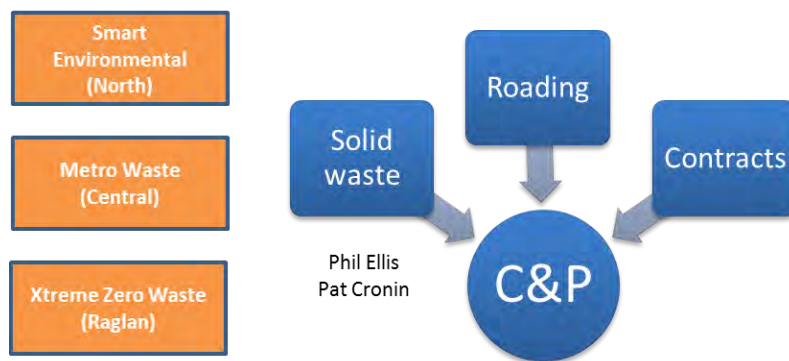 Smart
Environmental
(North)
Metro Waste
(Central)
Xtreme Zero Waste
(Raglan)
Solid
waste
Roading
Contracts
Phil Ellis
Pat Cronin
C&P